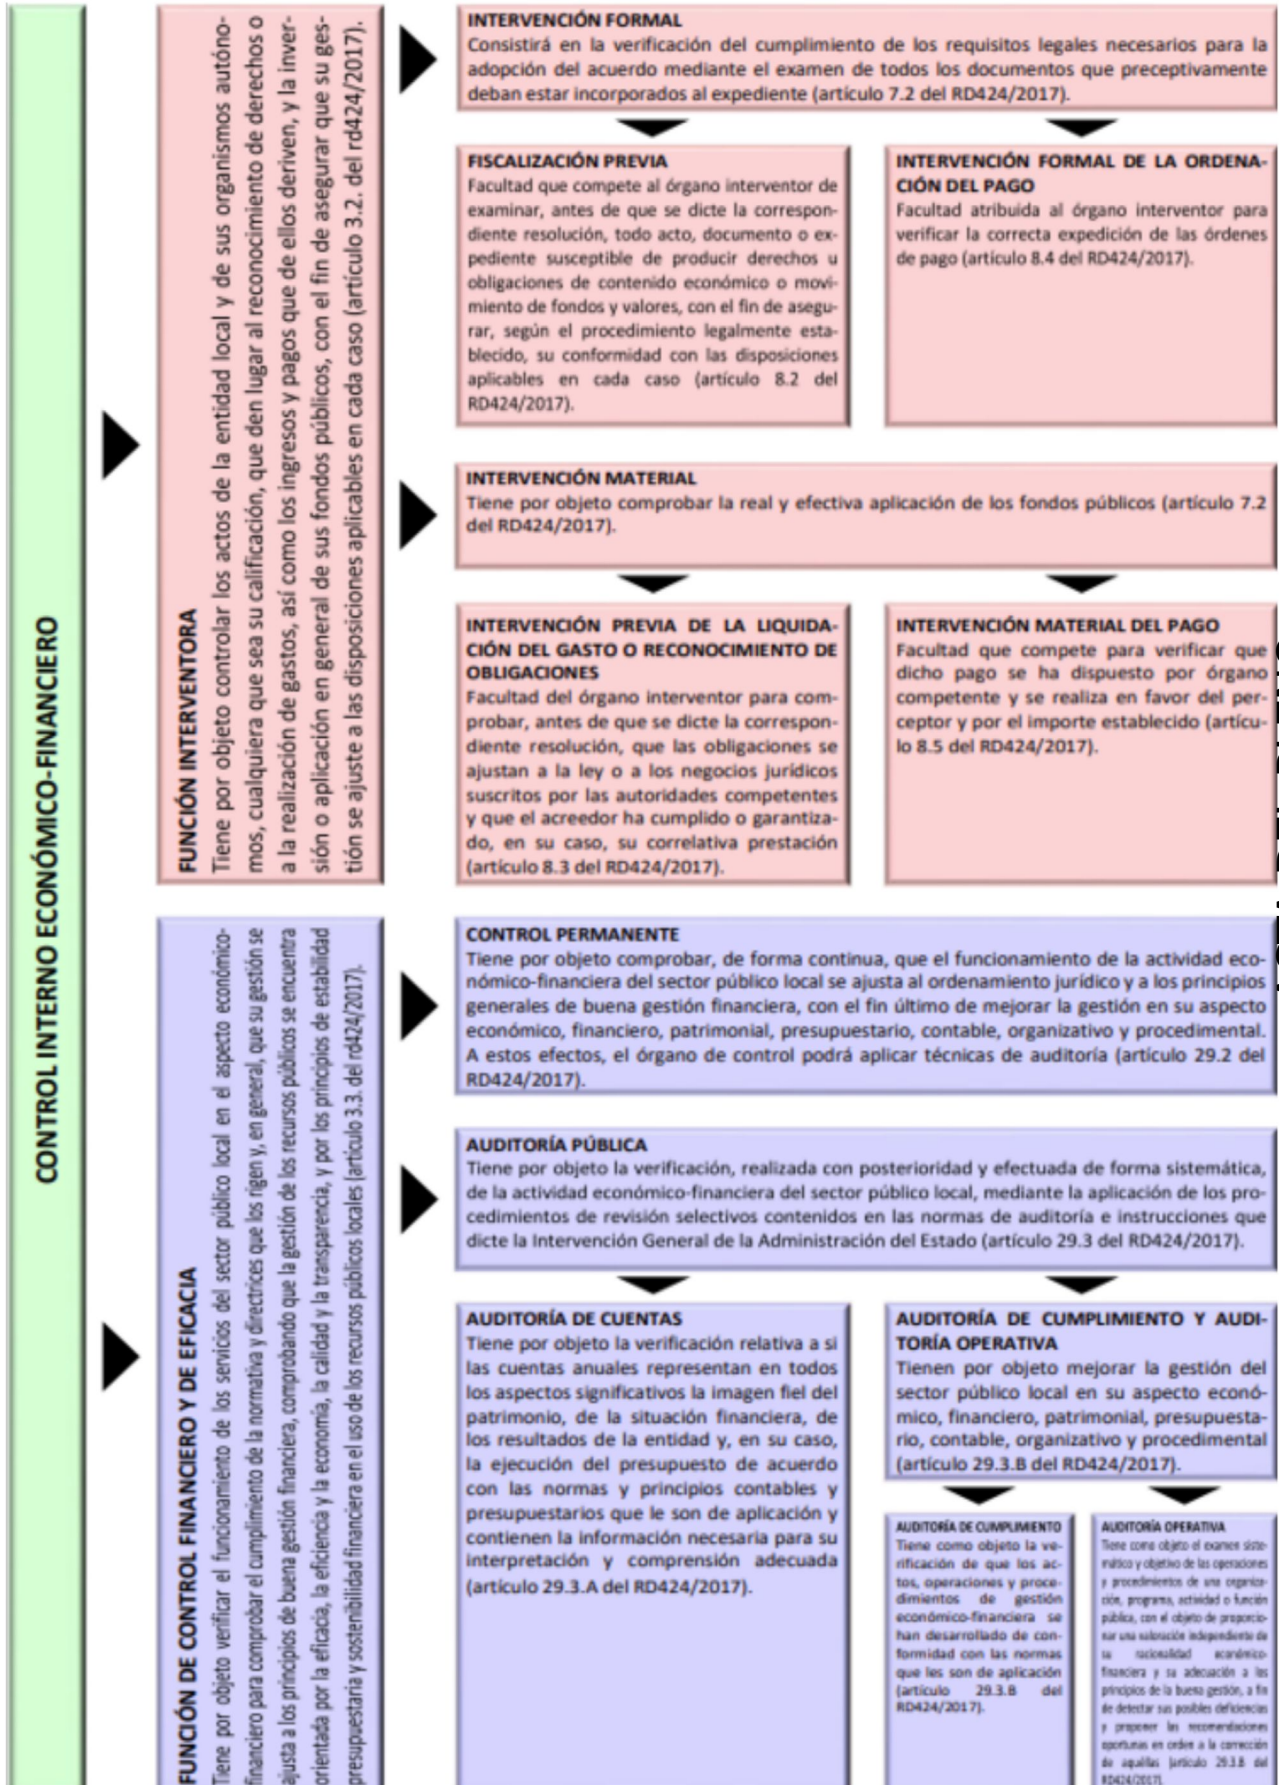 CONTROL INTERNO ECONÓMICO-FINANCIERO
FUNCIÓN INTERVENTORA
Tiene por objeto controlar los actos de la entidad local y de sus organismos autóno-
mos, cualquiera que sea su calificación, que den lugar al reconocimiento de derechos o
a la realización de gastos, así como los ingresos y pagos que de ellos deriven, y la inver-
sión o aplicación en general de sus fondos públicos, con el fin de asegurar que su ges-
tión se ajuste a las disposiciones aplicables en cada caso (artículo 3.2. del rd424/2017).
INTERVENCIÓN FORMAL
Consistirá en la verificación del cumplimiento de los requisitos legales necesarios para la
adopción del acuerdo mediante el examen de todos los documentos que preceptivamente
deban estar incorporados al expediente (artículo 7.2 del RD424/2017).
FISCALIZACIÓN PREVIA
Facultad que compete al órgano interventor de
examinar, antes de que se dicte la correspon-
diente resolución, todo acto, documento o ex-
pediente susceptible de producir derechos u
obligaciones de contenido económico o movi-
miento de fondos y valores, con el fin de asegu-
rar, según el procedimiento legalmente esta-
blecido, su conformidad con las disposiciones
aplicables en cada caso (artículo 8.2 del
RD424/2017).
INTERVENCIÓN FORMAL DE LA ORDENA-
CIÓN DEL PAGO
Facultad atribuida al órgano interventor para
verificar la correcta expedición de las órdenes
de pago (artículo 8.4 del RD424/2017).
INTERVENCIÓN MATERIAL
Tiene por objeto comprobar la real y efectiva aplicación de los fondos públicos (artículo 7.2
del RD424/2017).
INTERVENCIÓN PREVIA DE LA LIQUIDA-
CIÓN DEL GASTO O RECONOCIMIENTO DE
OBLIGACIONES
Facultad del órgano interventor para com-
probar, antes de que se dicte la correspon-
diente resolución, que las obligaciones se
ajustan a la ley o a los negocios jurídicos
suscritos por las autoridades competentes
y que el acreedor ha cumplido o garantiza-
do, en su caso, su correlativa prestación
(artículo 8.3 del RD424/2017).
INTERVENCIÓN MATERIAL DEL PAGO
Facultad que compete para verificar que
dicho pago se ha dispuesto por órgano
competente y se realiza en favor del per-
ceptor y por el importe establecido (artícu-
lo 8.5 del RD424/2017).
FUNCIÓN DE CONTROL FINANCIERO Y DE EFICACIA
Tiene por objeto verificar el funcionamiento de los servicios del sector público local en el aspecto económico-
financiero para comprobar el cumplimiento de la normativa y directrices que los rigen y, en general, que su gestión se
ajusta a los principios de buena gestión financiera, comprobando que la gestión de los recursos públicos se encuentra
orientada por la eficacia, la eficiencia y la economía, la calidad y la transparencia, y por los principios de estabilidad
presupuestaria y sostenibilidad financiera en el uso de los recursos públicos locales (artículo 3.3. del rd424/2017).
CONTROL PERMANENTE
Tiene por objeto comprobar, de forma continua, que el funcionamiento de la actividad eco-
nómico-financiera del sector público local se ajusta al ordenamiento jurídico y a los principios
generales de buena gestión financiera, con el fin último de mejorar la gestión en su aspecto
económico, financiero, patrimonial, presupuestario, contable, organizativo y procedimental.
A estos efectos, el órgano de control podrá aplicar técnicas de auditoría (artículo 29.2 del
RD424/2017).
AUDITORÍA PÚBLICA
Tiene por objeto la verificación, realizada con posterioridad y efectuada de forma sistemática,
de la actividad económico-financiera del sector público local, mediante la aplicación de los pro-
cedimientos de revisión selectivos contenidos en las normas de auditoría e instrucciones que
dicte la Intervención General de la Administración del Estado (artículo 29.3 del RD424/2017).
AUDITORÍA DE CUENTAS
Tiene por objeto la verificación relativa a si
las cuentas anuales representan en todos
los aspectos significativos la imagen fiel del
patrimonio, de la situación financiera, de
los resultados de la entidad y, en su caso,
la ejecución del presupuesto de acuerdo
con las normas y principios contables y
presupuestarios que le son de aplicación y
contienen la información necesaria para su
interpretación y comprensión adecuada
(artículo 29.3.A del RD424/2017).
AUDITORÍA DE CUMPLIMIENTO Y AUDI-
TORÍA OPERATIVA
Tienen por objeto mejorar la gestión del
sector público local en su aspecto econó-
mico, financiero, patrimonial, presupuesta-
rio, contable, organizativo y procedimental
(artículo 29.3.B del RD424/2017).
AUDITORÍA DE CUMPLIMIENTO
Tiene como objeto la ve-
rificación de que los ac-
tos, operaciones y proce-
dimientos de gestión
económico-financiera se
han desarrollado de con-
formidad con las normas
que les son de aplicación
(artículo 29.3.B del
RD424/2017).
AUDITORÍA OPERATIVA
Tiene como objeto el examen siste-
mático y objetivo de las operaciones
y procedimientos de una organiza-
ción, programa, actividad o función
pública, con el objeto de proporcio-
nar una valoración independiente de
su racionalidad económico-
financiera y su adecuación a los
principios de la buena gestión, a fin
de detectar sus posibles deficiencias
y proponer las recomendaciones
oportunas en orden a la corrección
de aquéllas (artículo 29.3.B del
RD424/2017).